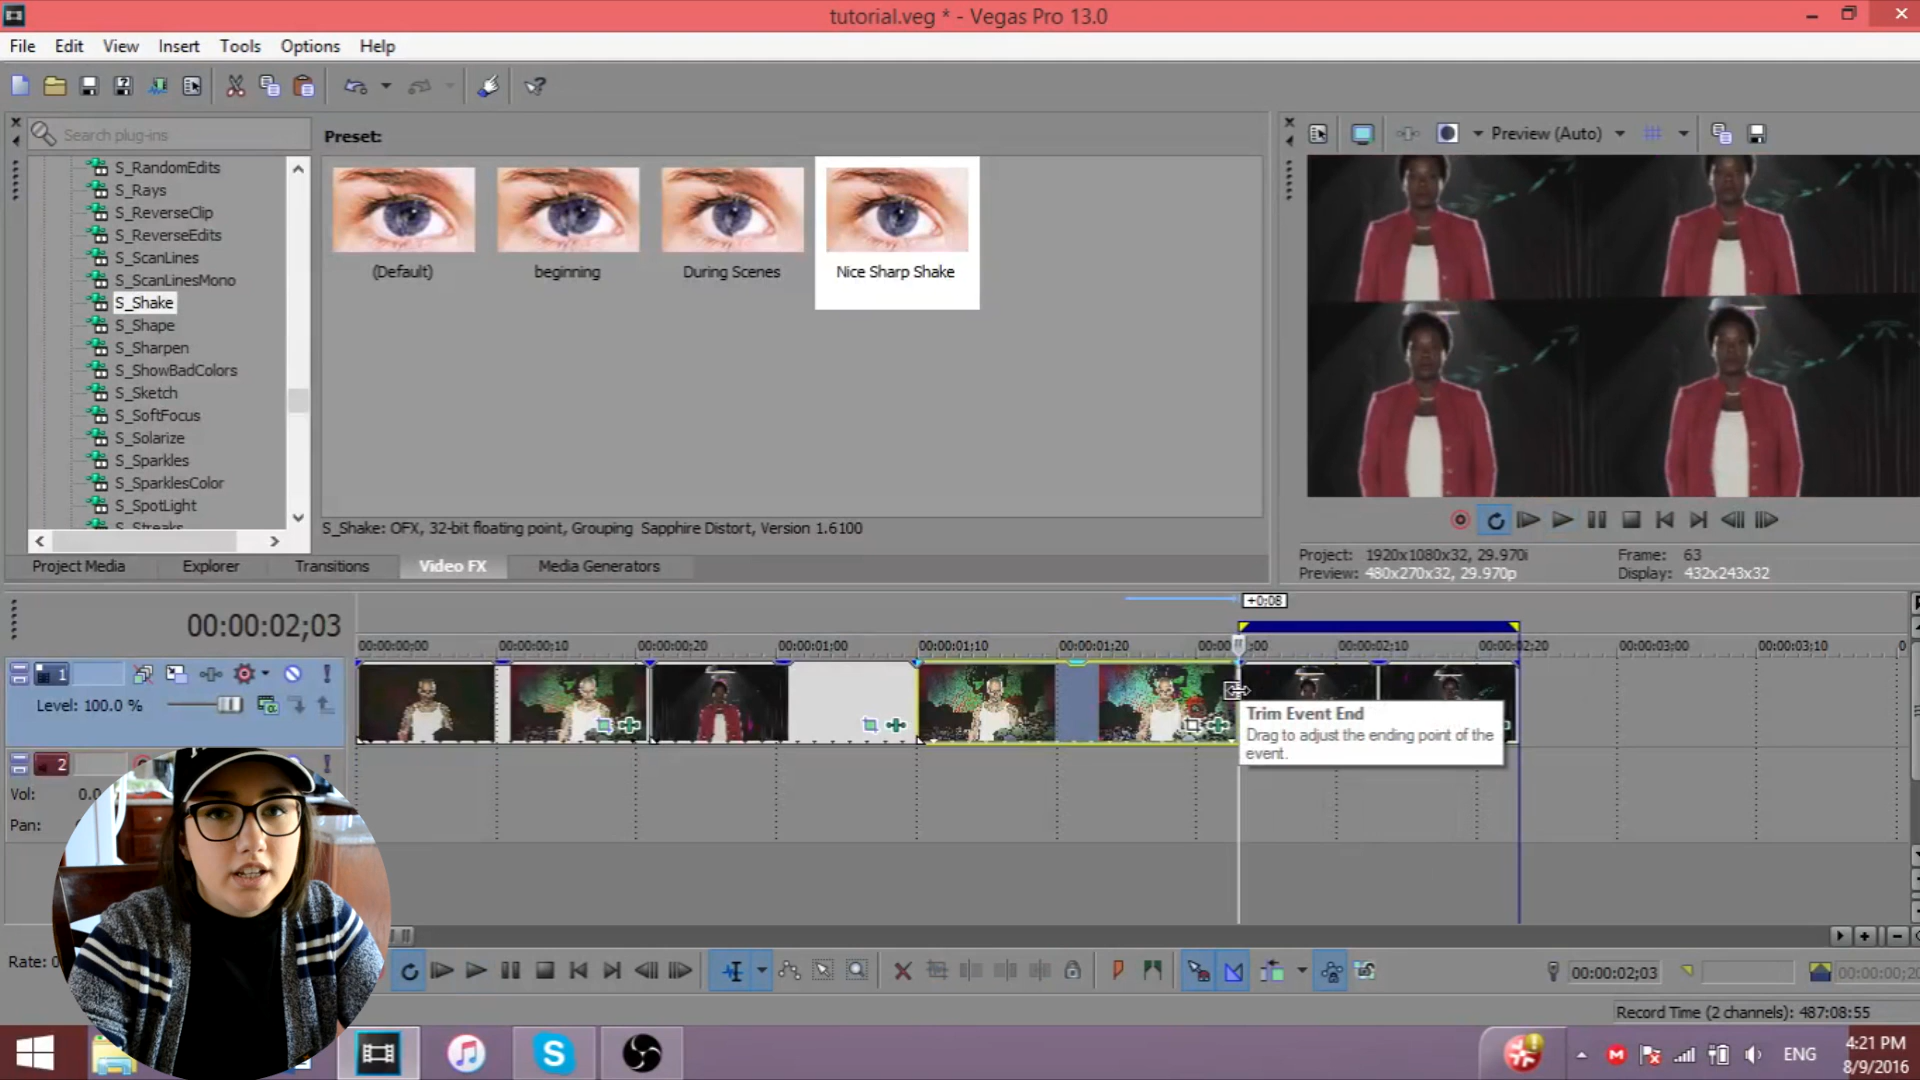 tutorial.veg * - Vegas Pro 13.0
File Edit View Insert Tools Options Help
Search plug-ins
Preset:
Preview (Auto)
S_RandomEdits
S_Rays
S_ReverseClip
S_ReverseEdits
S_ScanLines
S_ScanLinesMono
S_Shake
S_Shape
S_Sharpen
S_ShowBadColors
S_Sketch
S_SoftFocus
S_Solarize
S_Sparkles
S_SparklesColor
S_SpotLight
S_Streaks
(Default) beginning During Scenes Nice Sharp Shake
S_Shake: OFX, 32-bit floating point, Grouping Sapphire Distort, Version 1.6100
Project Media Explorer Transitions Video FX Media Generators
Project: 1920x1080x32, 29.970i Frame: 63
Preview: 480x270x32, 29.970p Display: 432x243x32
+0:08
00:00:02;03
00:00:00;00 00:00:00;10 00:00:00;20 00:00:01;00 00:00:01;10 00:00:01;20 00:00 ;00 00:00:02;10 00:00:02;20 00:00:03;00 00:00:03;10 0
1
Level: 100.0 %
Trim Event End
Drag to adjust the ending point of the
event.
2
Vol: 0.0
Pan:
Rate: 0
00:00:02;03
00:00:00;20
Record Time (2 channels): 487:08:55
ENG
4:21 PM
8/9/2016